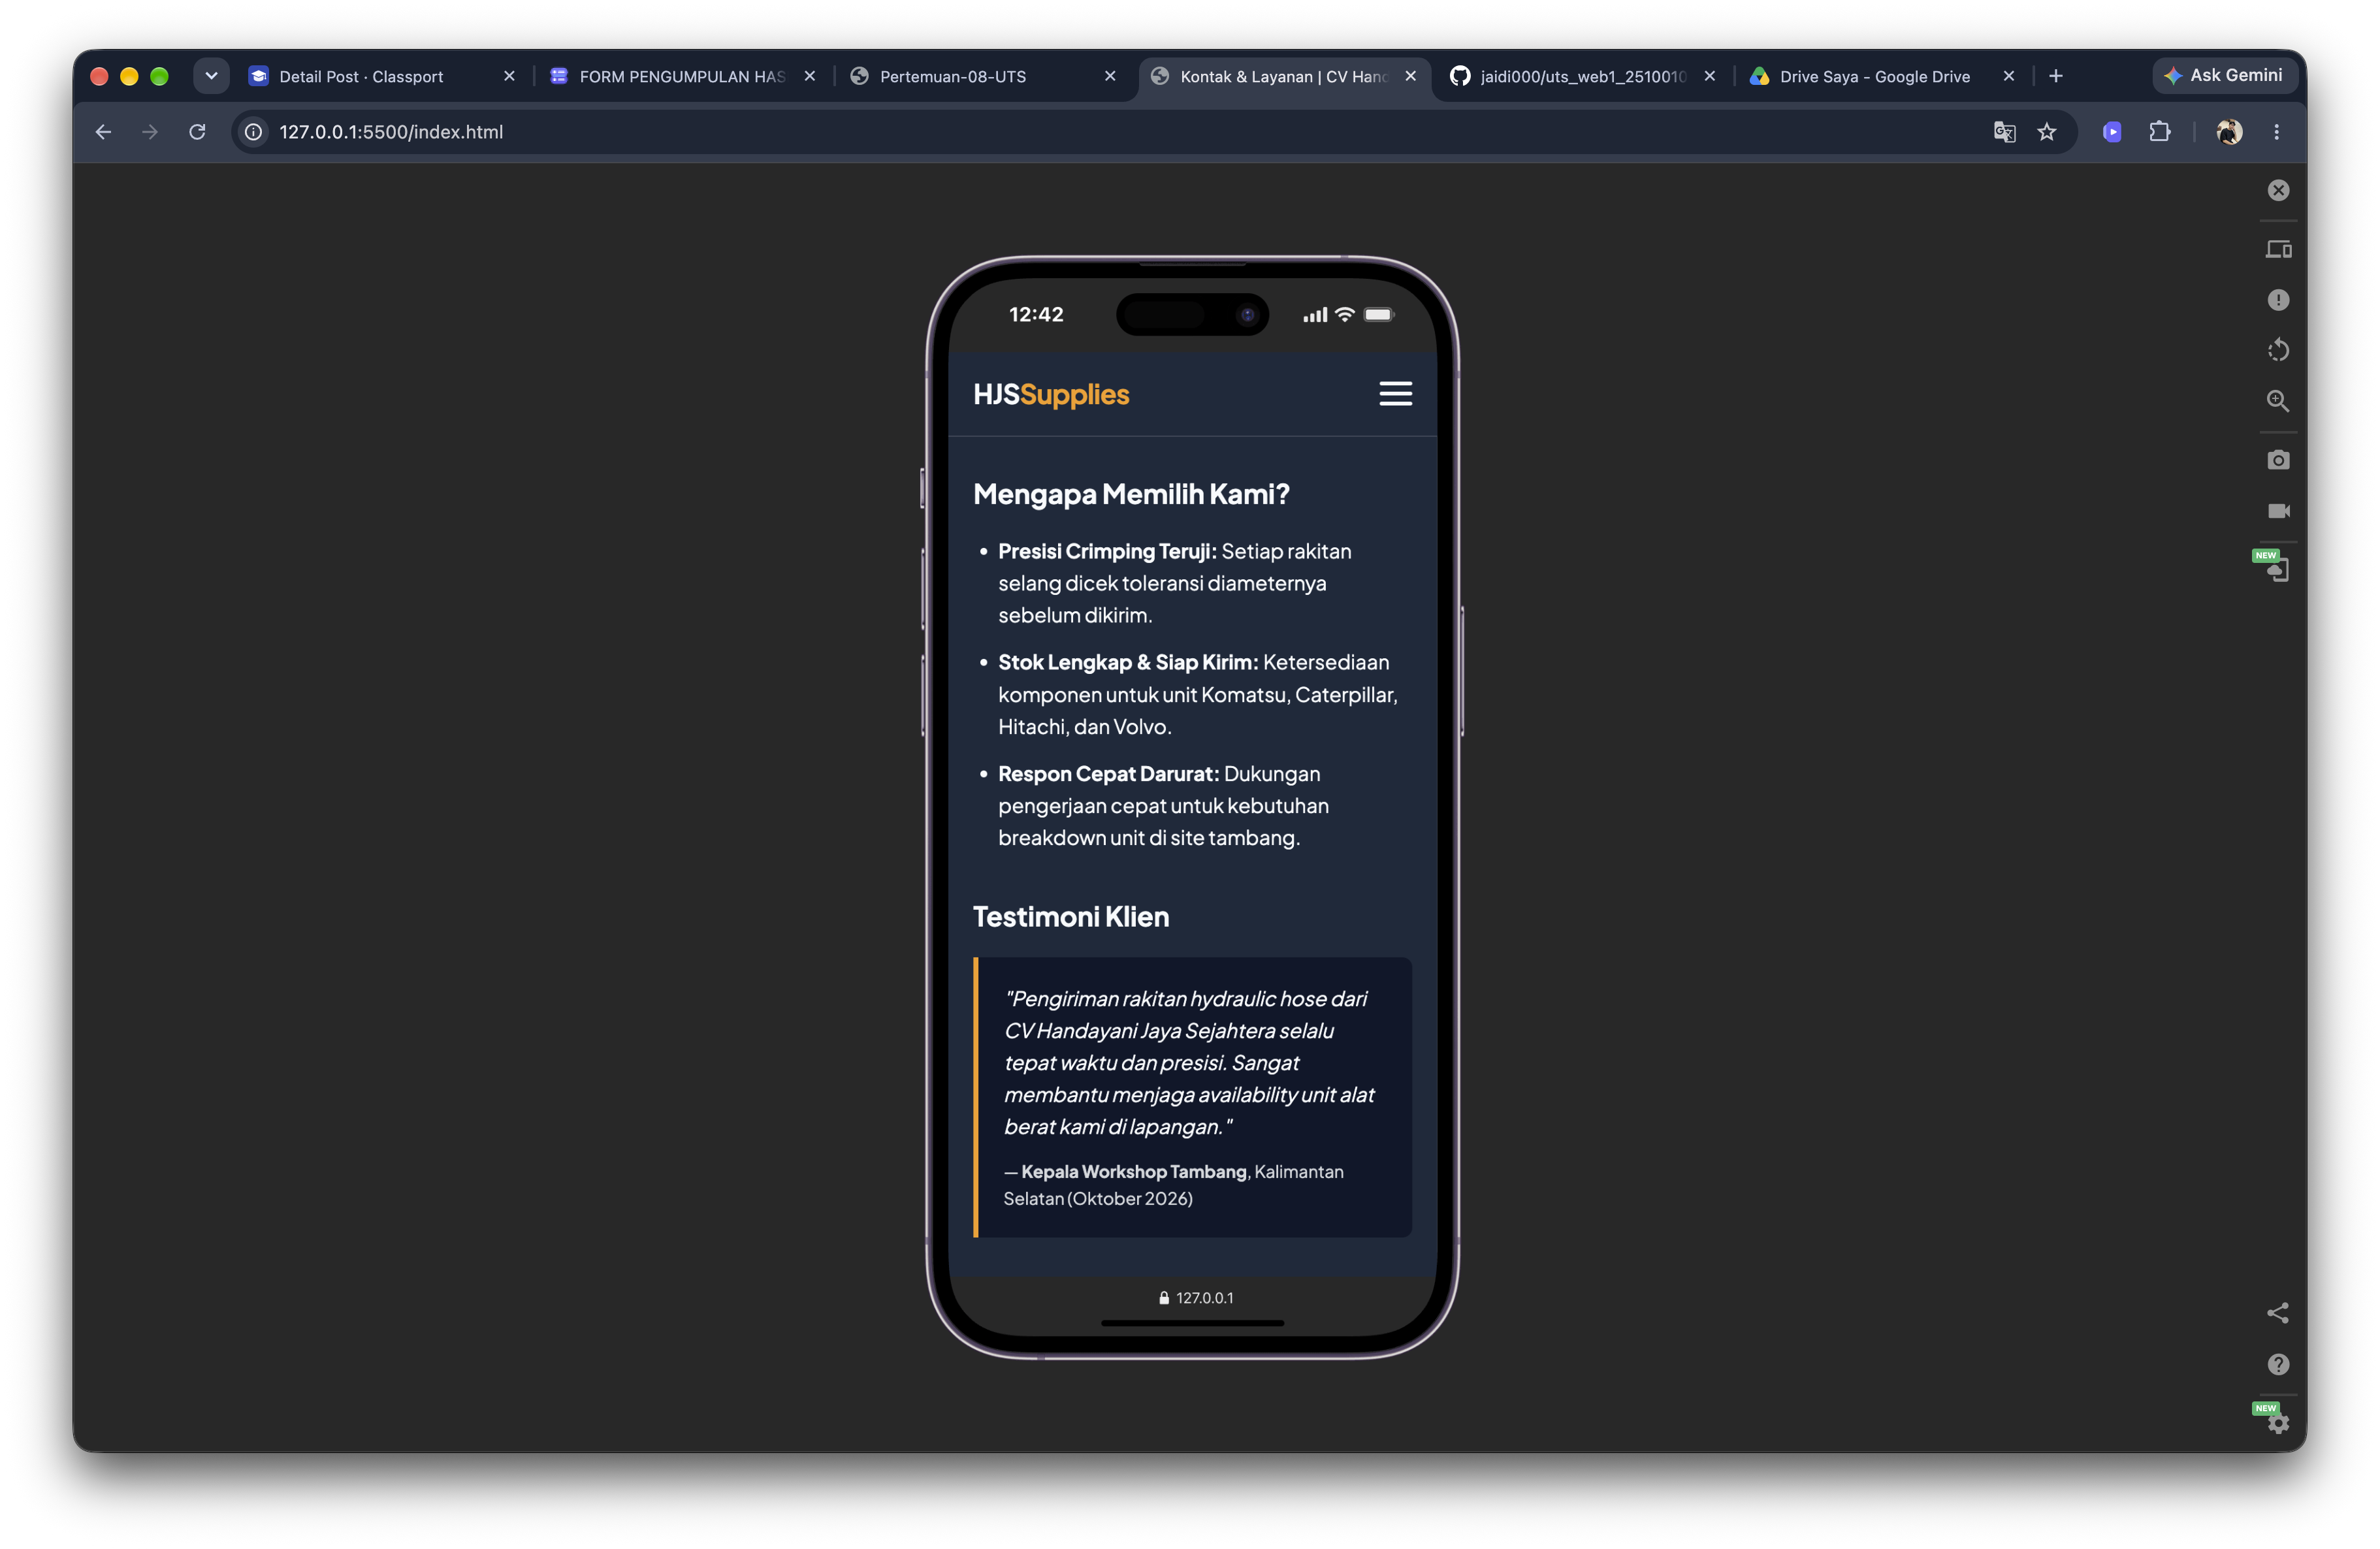 Detail Post · Classport
FORM PENGUMPULAN HAS
Pertemuan-08-UTS
Kontak & Layanan | CV Hand
jaidi000/uts_web1_2510010
Drive Saya - Google Drive
Ask Gemini
127.0.0.1:5500/index.html
12:42
HJSSupplies
Mengapa Memilih Kami?
• Presisi Crimping Teruji: Setiap rakitan
selang dicek toleransi diameternya
sebelum dikirim.
• Stok Lengkap & Siap Kirim: Ketersediaan
komponen untuk unit Komatsu, Caterpillar,
Hitachi, dan Volvo.
• Respon Cepat Darurat: Dukungan
pengerjaan cepat untuk kebutuhan
breakdown unit di site tambang.
Testimoni Klien
"Pengiriman rakitan hydraulic hose dari
CV Handayani Jaya Sejahtera selalu
tepat waktu dan presisi. Sangat
membantu menjaga availability unit alat
berat kami di lapangan."
— Kepala Workshop Tambang, Kalimantan
Selatan (Oktober 2026)
127.0.0.1
NEW
NEW